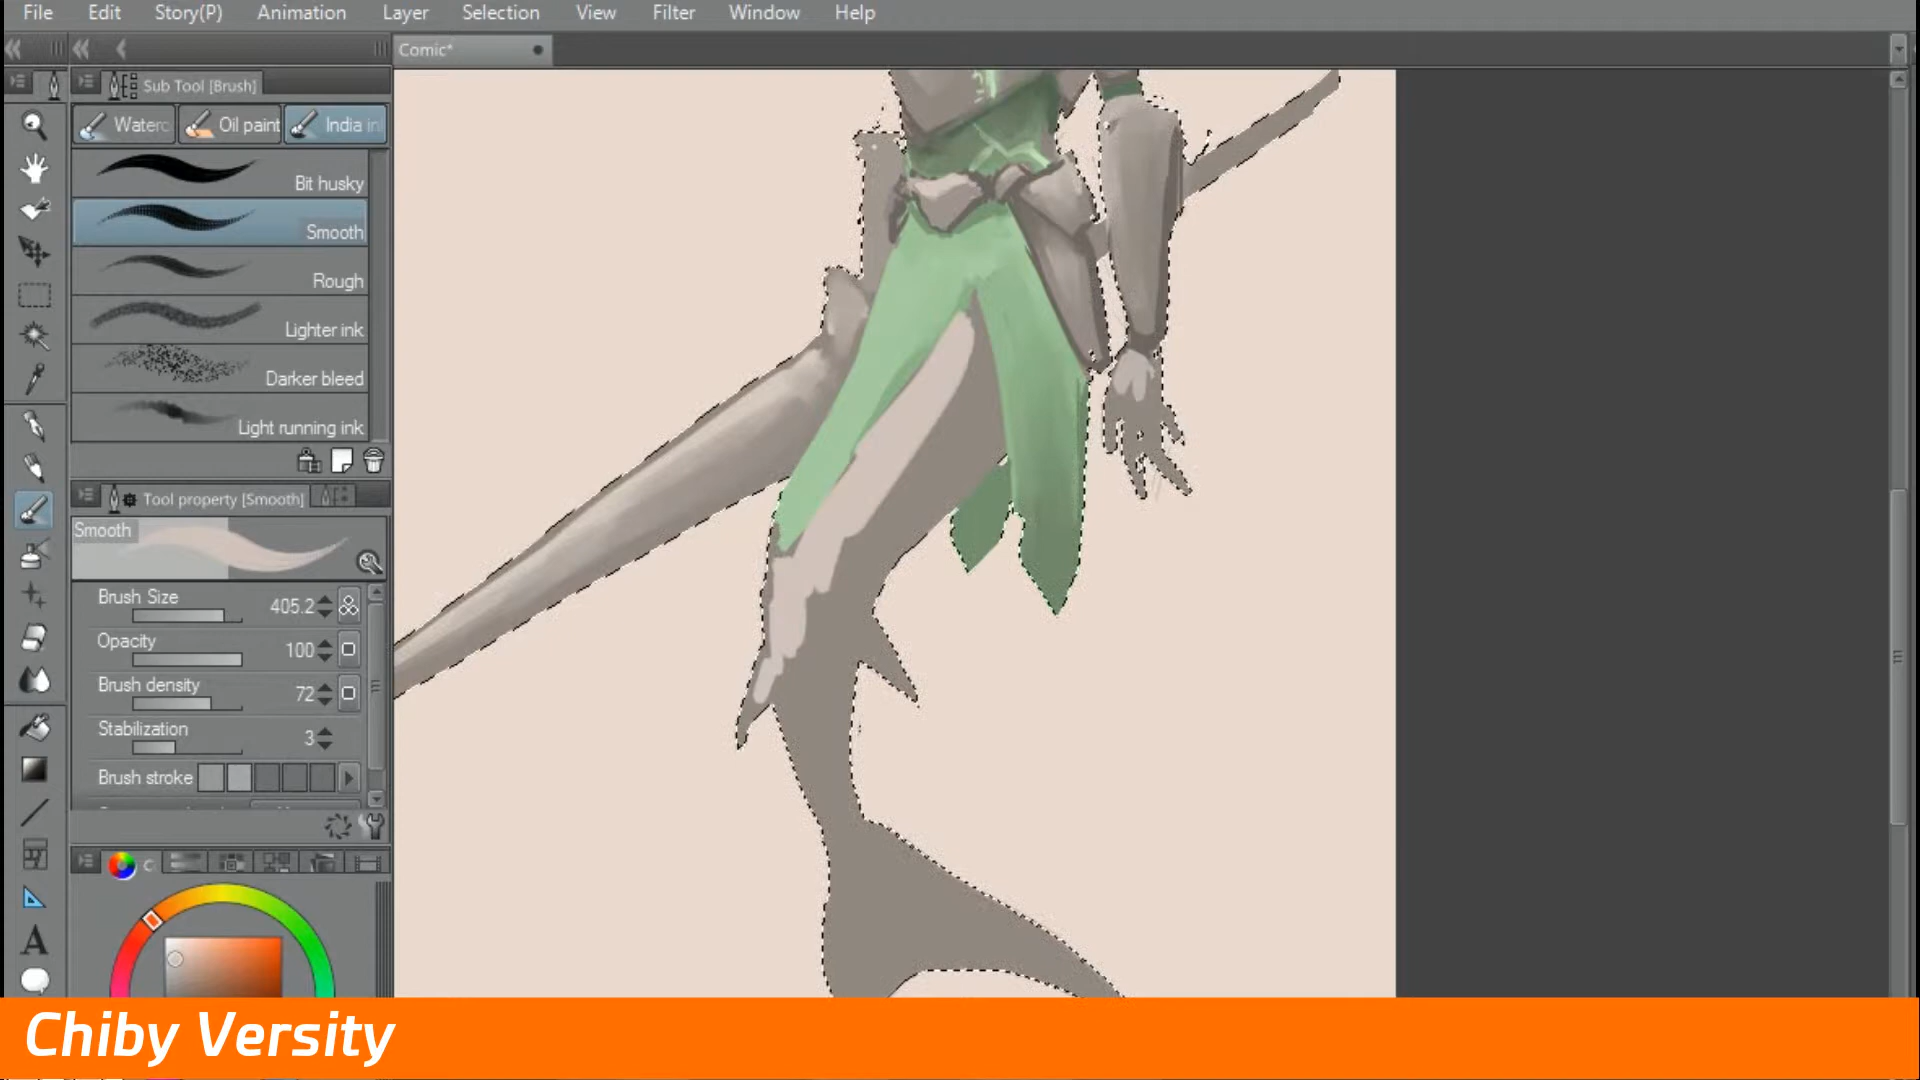 File Edit Story(P) Animation Layer Selection View Filter Window Help
Comic*
Sub Tool [Brush]
Waterc Oil paint India in
Bit husky
Smooth
Rough
Lighter ink
Darker bleed
Light running ink
Tool property [Smooth]
Smooth
Brush Size 405.2
Opacity 100
Brush density 72
Stabilization 3
Brush stroke
A
Chiby Versity